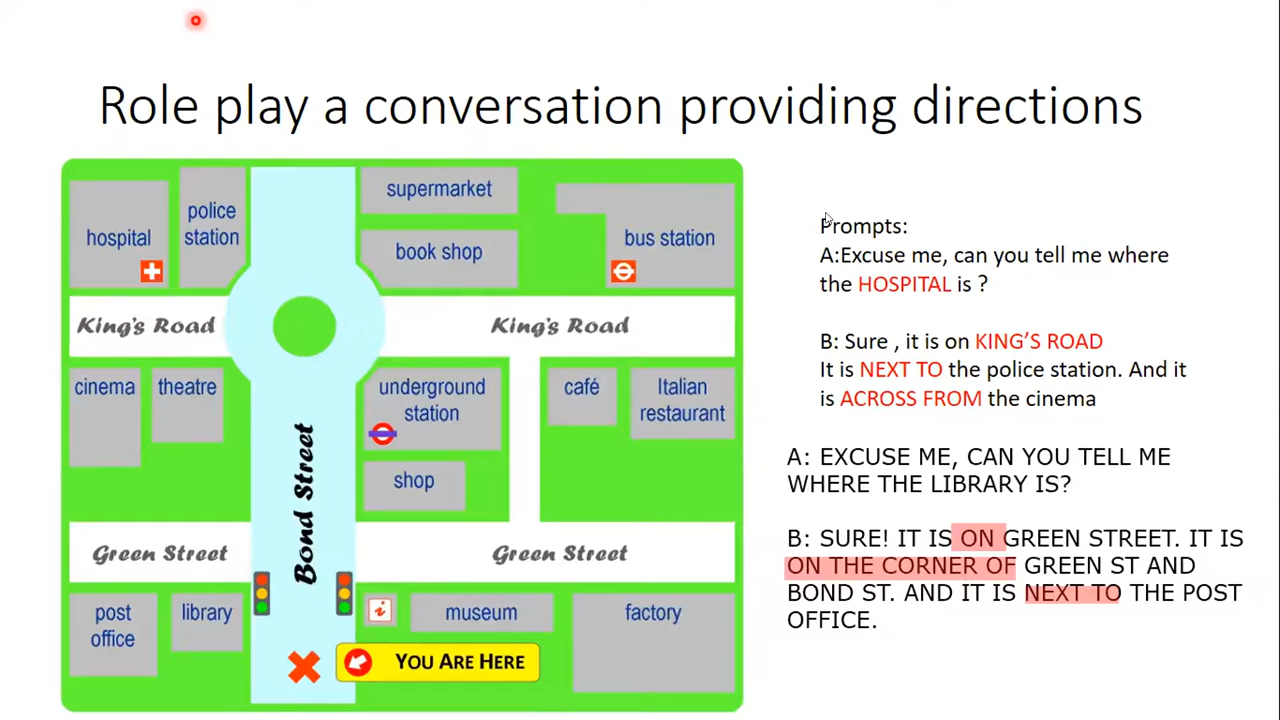 Role play a conversation providing directions
hospital
police
station
supermarket
book shop
bus station
King's Road
King's Road
cinema
theatre
underground
station
café
Italian
restaurant
shop
Bond Street
Green Street
Green Street
post
office
library
i
museum
factory
YOU ARE HERE
Prompts:
A:Excuse me, can you tell me where
the HOSPITAL is ?
B: Sure , it is on KING’S ROAD
It is NEXT TO the police station. And it
is ACROSS FROM the cinema
A: EXCUSE ME, CAN YOU TELL ME
WHERE THE LIBRARY IS?
B: SURE! IT IS ON GREEN STREET. IT IS
ON THE CORNER OF GREEN ST AND
BOND ST. AND IT IS NEXT TO THE POST
OFFICE.